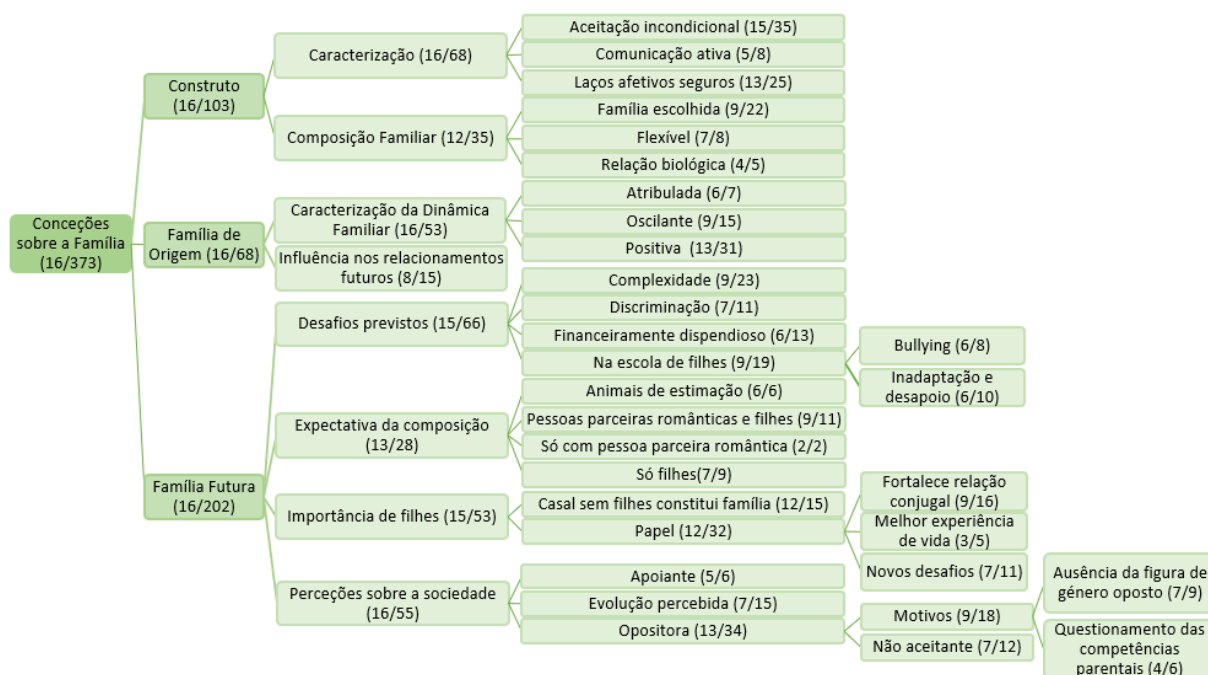 Conceções
sobre a Família
(16/373)
Construto
(16/103)
Caracterização (16/68)
Aceitação incondicional (15/35)
Comunicação ativa (5/8)
Laços afetivos seguros (13/25)
Composição Familiar (12/35)
Família escolhida (9/22)
Flexível (7/8)
Relação biológica (4/5)
Família de
Origem (16/68)
Caracterização da Dinâmica
Familiar (16/53)
Atribulada (6/7)
Oscilante (9/15)
Positiva (13/31)
Influência nos relacionamentos
futuros (8/15)
Família Futura
(16/202)
Desafios previstos (15/66)
Complexidade (9/23)
Discriminação (7/11)
Financeiramente dispendioso (6/13)
Na escola de filhes (9/19)
Bullying (6/8)
Inadaptação e
desapoio (6/10)
Expectativa da composição
(13/28)
Animais de estimação (6/6)
Pessoas parceiras românticas e filhes (9/11)
Só com pessoa parceira romântica (2/2)
Só filhes(7/9)
Importância de filhes (15/53)
Casal sem filhes constitui família (12/15)
Papel (12/32)
Fortalece relação
conjugal (9/16)
Melhor experiência
de vida (3/5)
Novos desafios (7/11)
Perceções sobre a sociedade
(16/55)
Apoiante (5/6)
Evolução percebida (7/15)
Opositora (13/34)
Motivos (9/18)
Ausência da figura de
género oposto (7/9)
Questionamento das
competências
parentais (4/6)
Não aceitante (7/12)